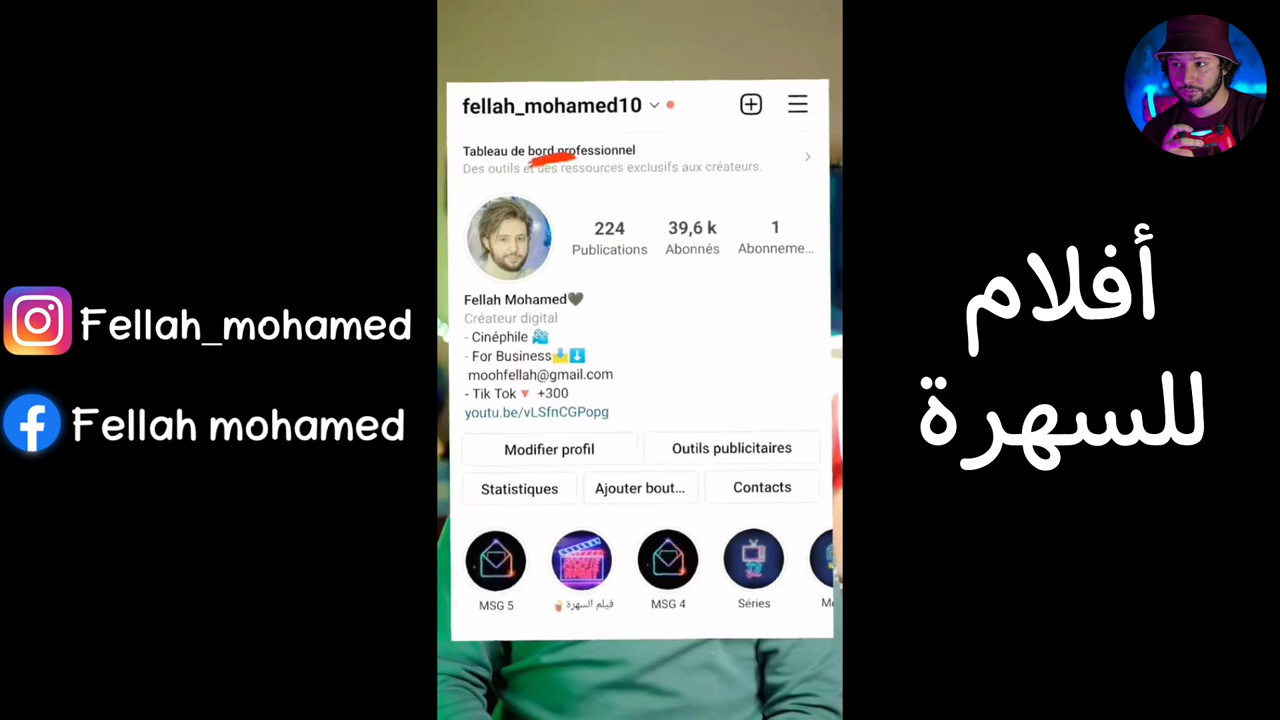 Fellah_mohamed
Fellah mohamed
fellah_mohamed10
Tableau de bord professionnel
Des outils et des ressources exclusifs aux créateurs.
224
Publications
39,6 k
Abonnés
1
Abonneme…
Fellah Mohamed🖤
Créateur digital
- Cinéphile 🎦
- For Business📩⬇️
moohfellah@gmail.com
- Tik Tok🔻 +300
youtu.be/vLSfnCGPopg
Modifier profil
Outils publicitaires
Statistiques
Ajouter bout…
Contacts
MSG 5
فيلم السهرة🍿
MSG 4
Séries
أفلام
للسهرة